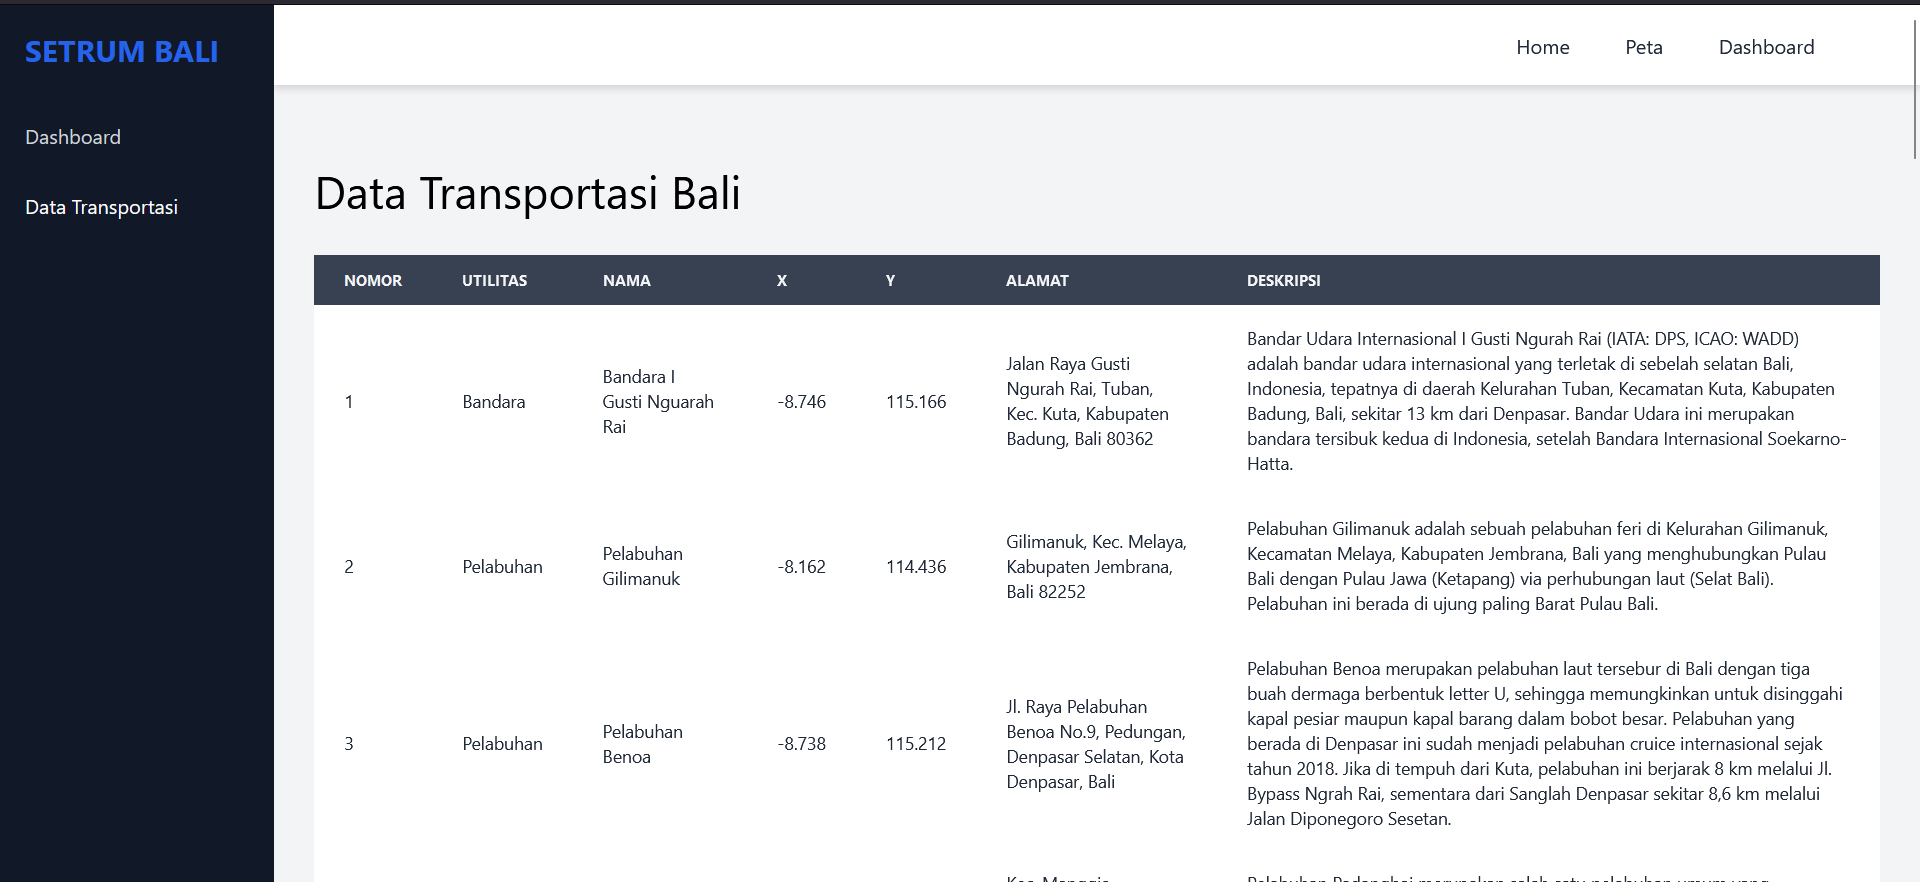 SETRUM BALI
Home Peta Dashboard
Dashboard
Data Transportasi
Data Transportasi Bali
NOMOR UTILITAS NAMA X Y ALAMAT DESKRIPSI
1
Bandara
Bandara I
Gusti Nguarah
Rai
-8.746
115.166
Jalan Raya Gusti
Ngurah Rai, Tuban,
Kec. Kuta, Kabupaten
Badung, Bali 80362
Bandar Udara Internasional I Gusti Ngurah Rai (IATA: DPS, ICAO: WADD)
adalah bandar udara internasional yang terletak di sebelah selatan Bali,
Indonesia, tepatnya di daerah Kelurahan Tuban, Kecamatan Kuta, Kabupaten
Badung, Bali, sekitar 13 km dari Denpasar. Bandar Udara ini merupakan
bandara tersibuk kedua di Indonesia, setelah Bandara Internasional Soekarno-
Hatta.
2
Pelabuhan
Pelabuhan
Gilimanuk
-8.162
114.436
Gilimanuk, Kec. Melaya,
Kabupaten Jembrana,
Bali 82252
Pelabuhan Gilimanuk adalah sebuah pelabuhan feri di Kelurahan Gilimanuk,
Kecamatan Melaya, Kabupaten Jembrana, Bali yang menghubungkan Pulau
Bali dengan Pulau Jawa (Ketapang) via perhubungan laut (Selat Bali).
Pelabuhan ini berada di ujung paling Barat Pulau Bali.
3
Pelabuhan
Pelabuhan
Benoa
-8.738
115.212
Jl. Raya Pelabuhan
Benoa No.9, Pedungan,
Denpasar Selatan, Kota
Denpasar, Bali
Pelabuhan Benoa merupakan pelabuhan laut tersebur di Bali dengan tiga
buah dermaga berbentuk letter U, sehingga memungkinkan untuk disinggahi
kapal pesiar maupun kapal barang dalam bobot besar. Pelabuhan yang
berada di Denpasar ini sudah menjadi pelabuhan cruice internasional sejak
tahun 2018. Jika di tempuh dari Kuta, pelabuhan ini berjarak 8 km melalui Jl.
Bypass Ngrah Rai, sementara dari Sanglah Denpasar sekitar 8,6 km melalui
Jalan Diponegoro Sesetan.